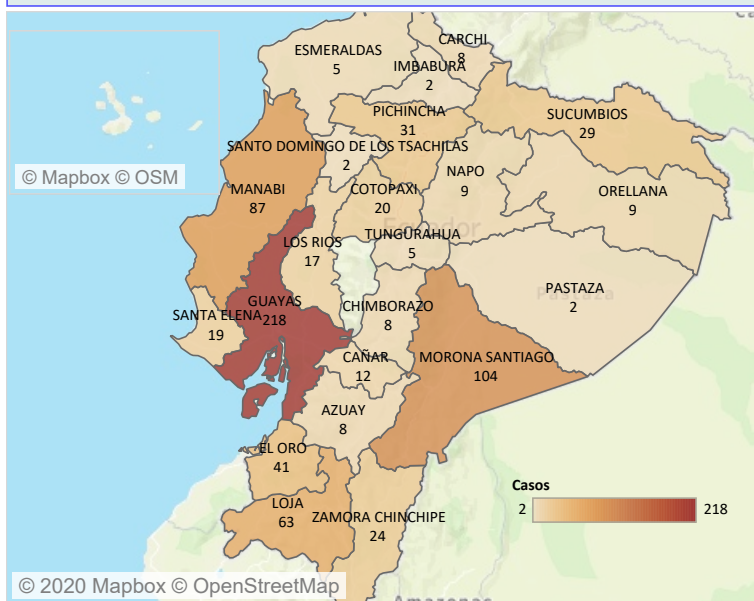 CARCHI
8
ESMERALDAS
5
IMBABURA
2
PICHINCHA
31
SUCUMBIOS
29
SANTO DOMINGO DE LOS TSACHILAS
2
© Mapbox © OSM
MANABI
87
COTOPAXI
20
NAPO
9
ORELLANA
9
Ecuador
LOS RIOS
17
TUNGURAHUA
5
PASTAZA
2
Pastaza
SANTA ELENA
19
GUAYAS
218
CHIMBORAZO
8
CAÑAR
12
MORONA SANTIAGO
104
AZUAY
8
EL ORO
41
LOJA
63
ZAMORA CHINCHIPE
24
Casos
2 218
© 2020 Mapbox © OpenStreetMap
Amazonas